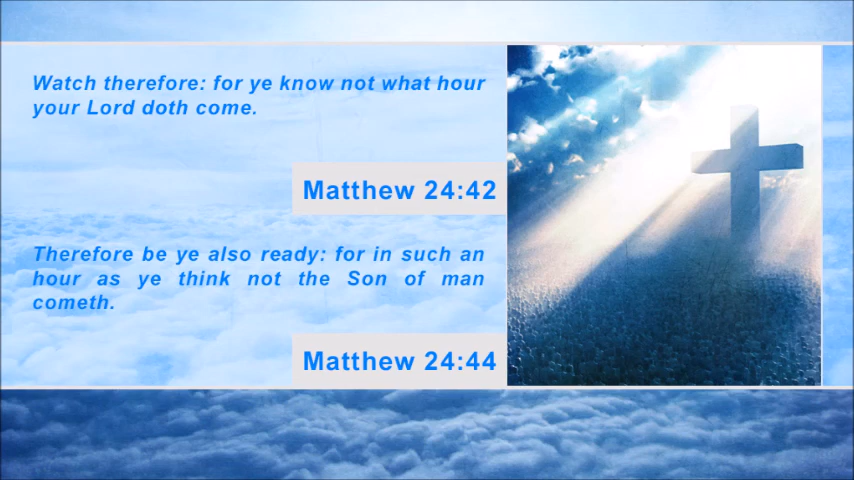 Watch therefore: for ye know not what hour
your Lord doth come.
Matthew 24:42
Therefore be ye also ready: for in such an
hour as ye think not the Son of man
cometh.
Matthew 24:44